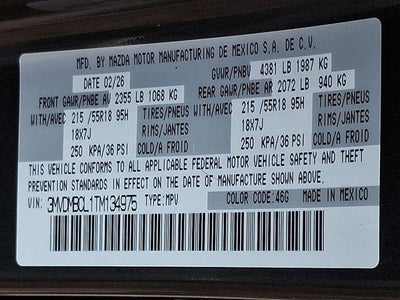 MFD. BY MAZDA MOTOR MANUFACTURING DE MEXICO S.A. DE C.V.
DATE 02/26 GVWR/PNBV 4381 LB 1987 KG
FRONT GAWR/PNBE AV 2355 LB 1068 KG REAR GAWR/PNBE AR 2072 LB 940 KG
WITH/AVEC 215 /55R18 95H TIRES/PNEUS WITH/AVEC 215 /55R18 95H TIRES/PNEUS
18X7J RIMS/JANTES 18X7J RIMS/JANTES
250 KPA/36 PSI COLD/A FROID 250 KPA/36 PSI COLD/A FROID
THIS VEHICLE CONFORMS TO ALL APPLICABLE FEDERAL MOTOR VEHICLE SAFETY AND THEFT
PREVENTION STANDARDS IN EFFECT ON THE DATE OF MANUFACTURE SHOWN ABOVE.
VIN: 3MVDMBCL1TM134975 TYPE:MPV COLOR CODE:46G MADE IN MEXICO